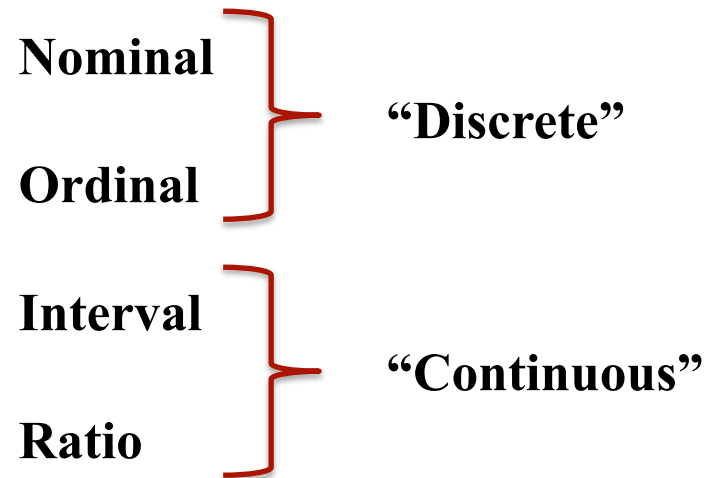 Nominal
“Discrete”
Ordinal
Interval
“Continuous”
Ratio